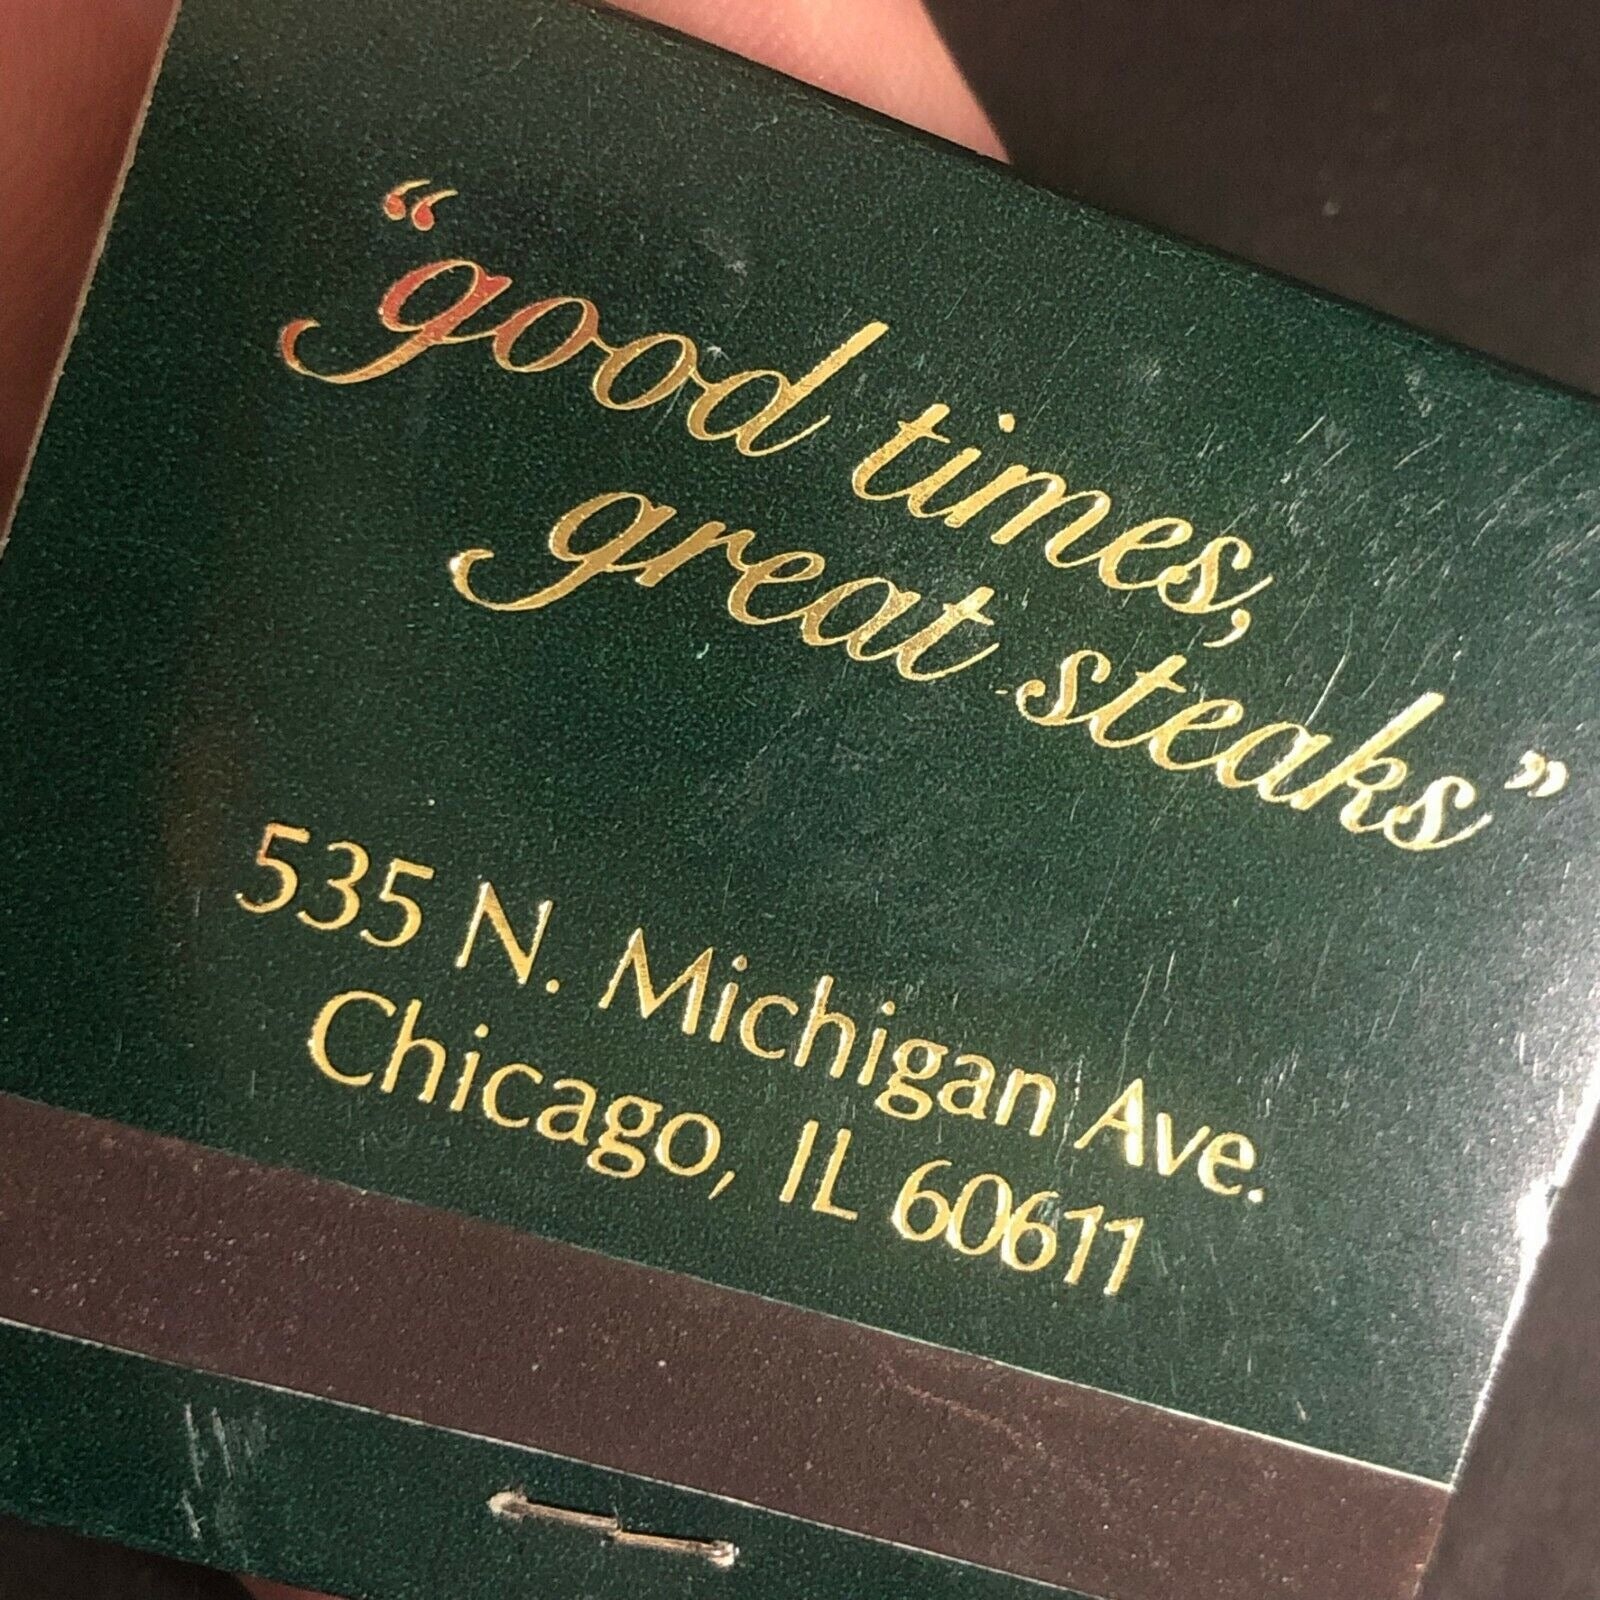 “good times,
great steaks”
535 N. Michigan Ave.
Chicago, IL 60611